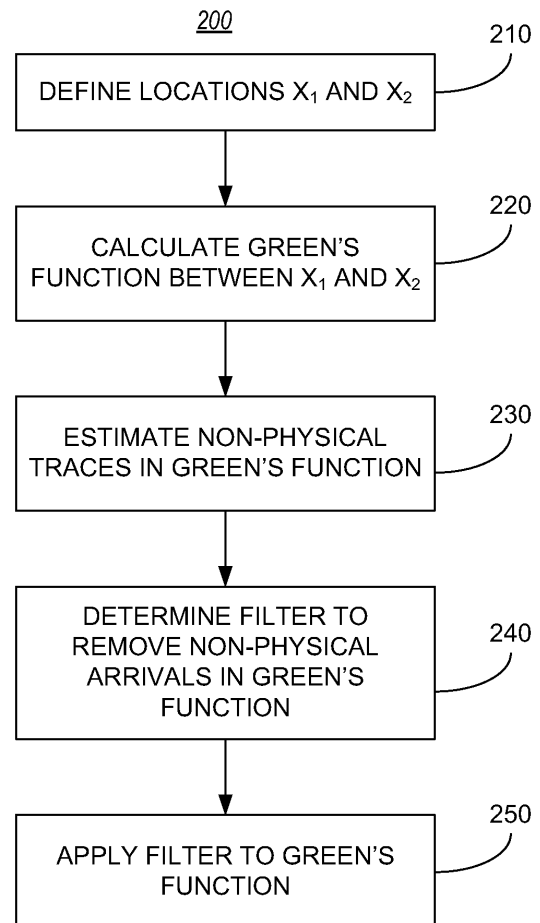 200
210
DEFINE LOCATIONS X₁ AND X₂
220
CALCULATE GREEN'S
FUNCTION BETWEEN X₁ AND X₂
230
ESTIMATE NON-PHYSICAL
TRACES IN GREEN'S FUNCTION
240
DETERMINE FILTER TO
REMOVE NON-PHYSICAL
ARRIVALS IN GREEN'S
FUNCTION
250
APPLY FILTER TO GREEN'S
FUNCTION